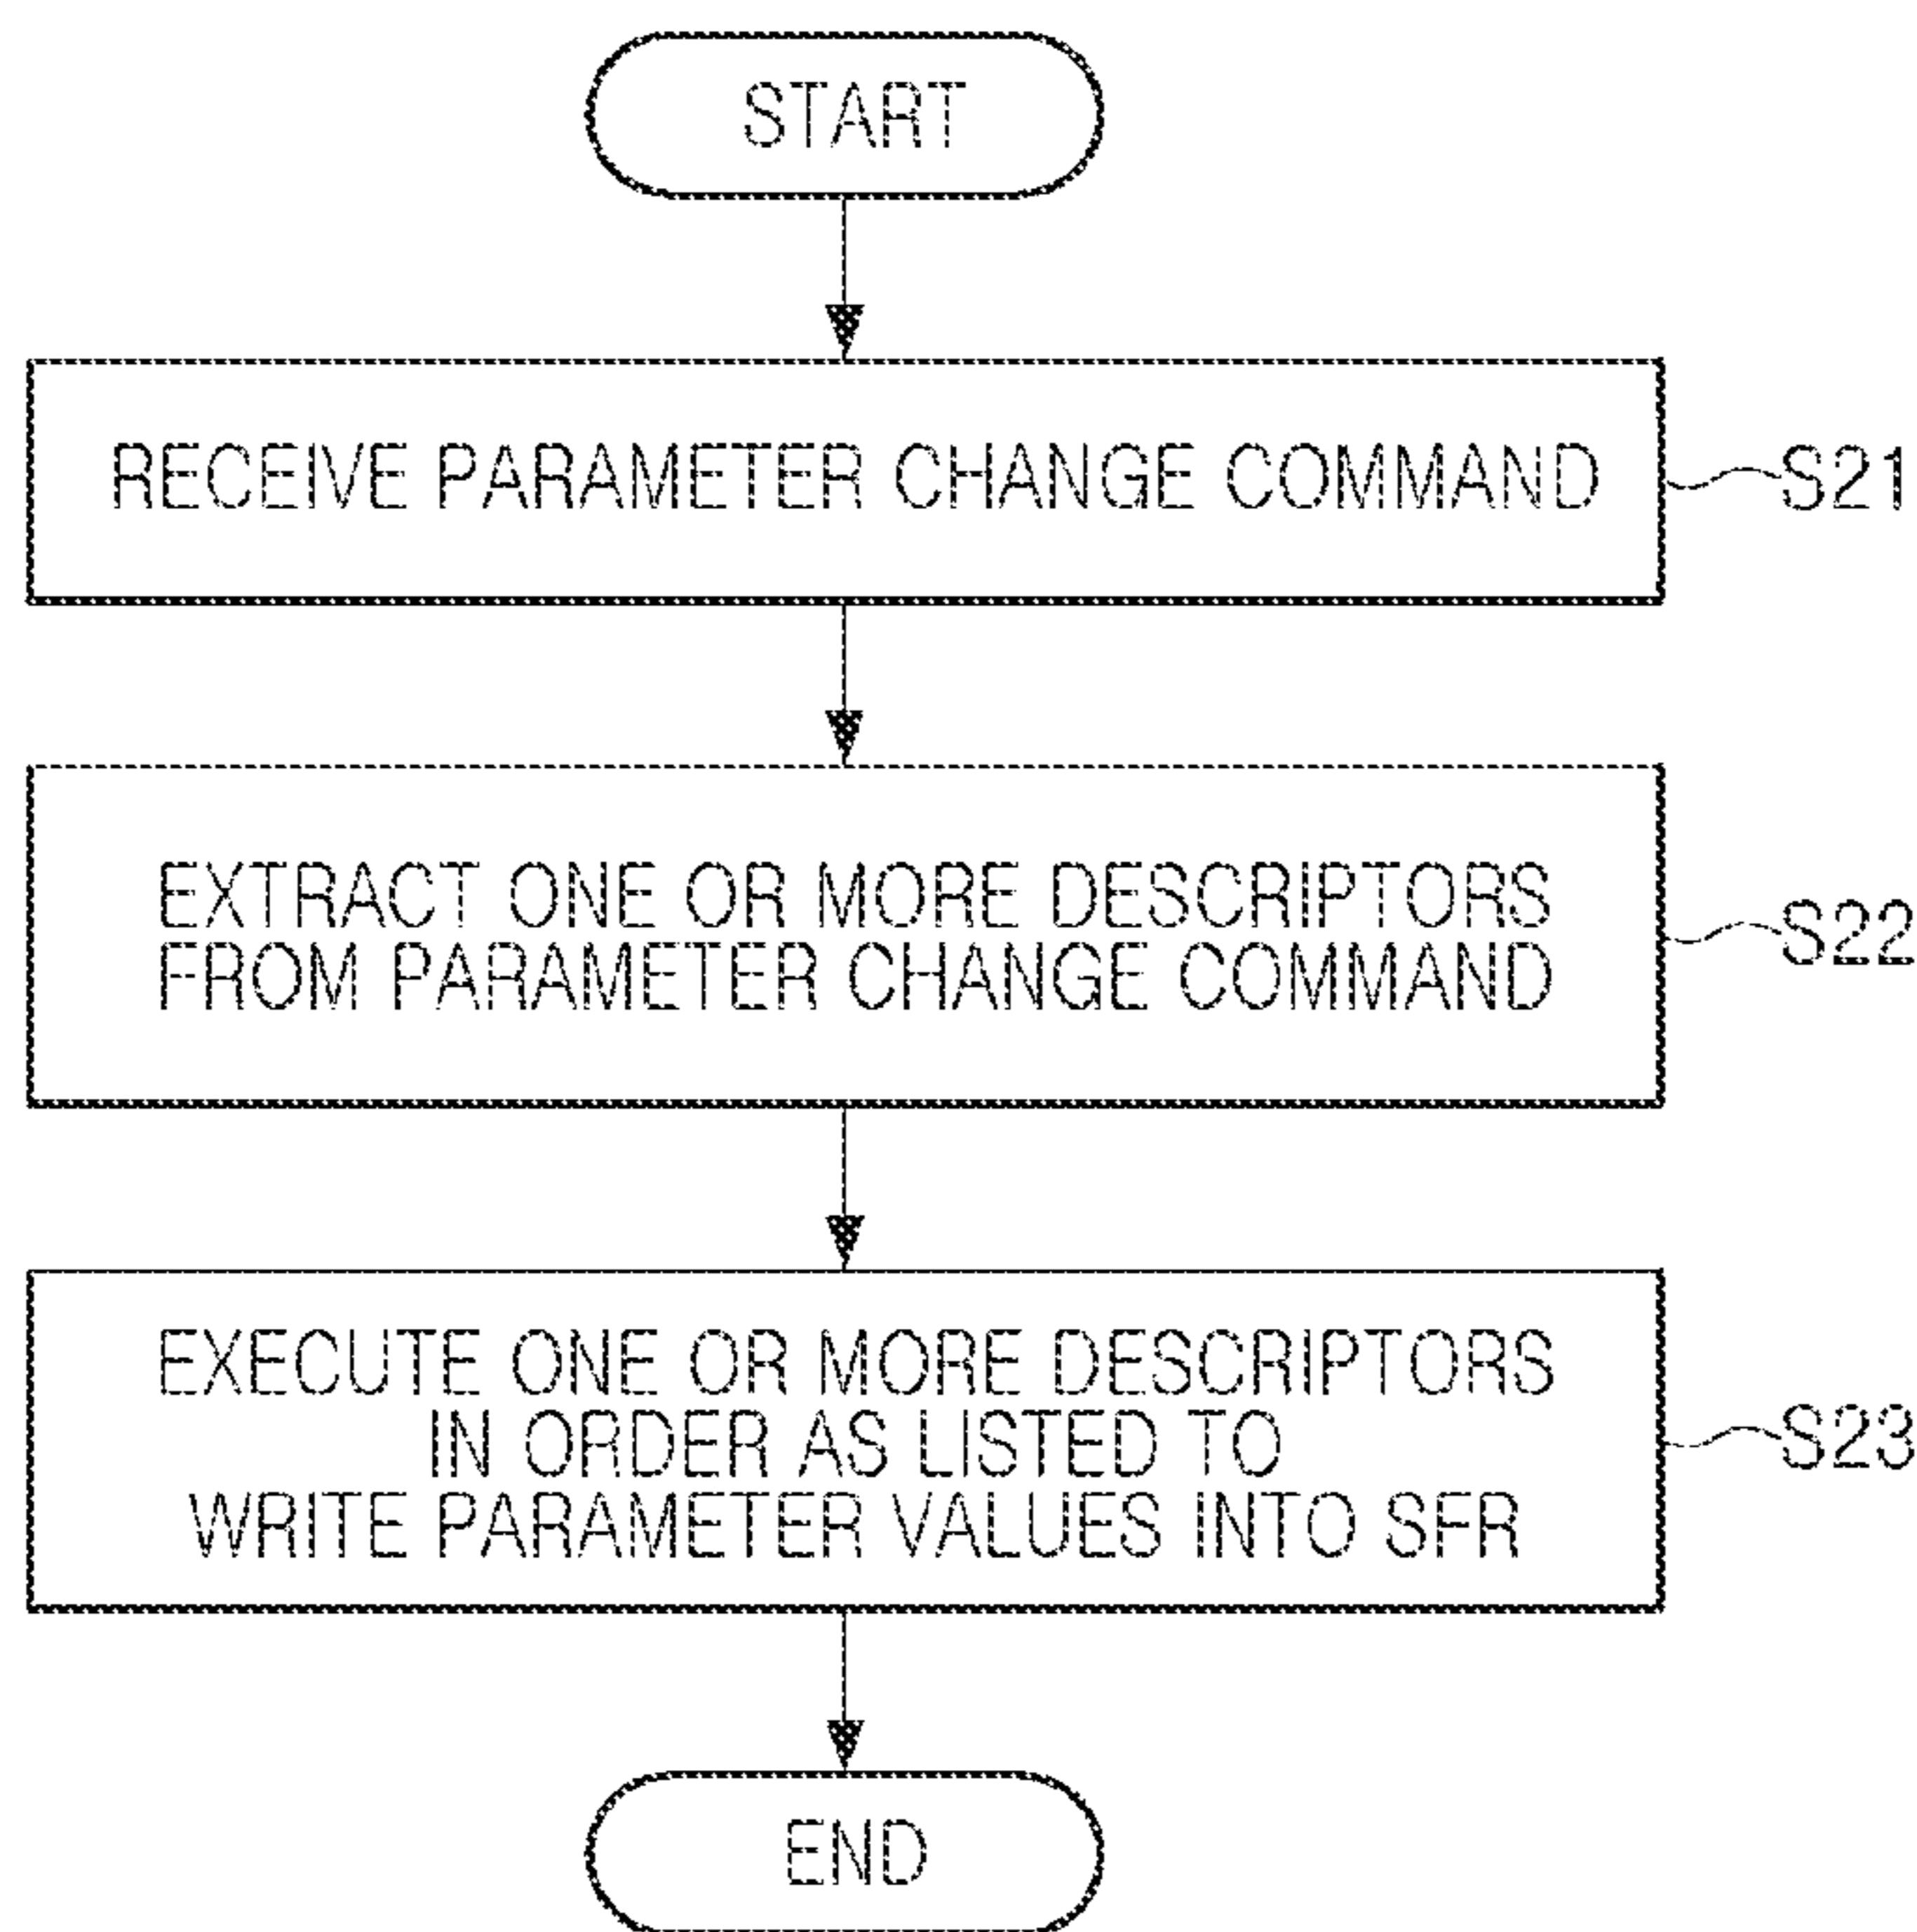 START
RECEIVE PARAMETER CHANGE COMMAND
S21
EXTRACT ONE OR MORE DESCRIPTORS
FROM PARAMETER CHANGE COMMAND
S22
EXECUTE ONE OR MORE DESCRIPTORS
IN ORDER AS LISTED TO
WRITE PARAMETER VALUES INTO SFR
S23
END